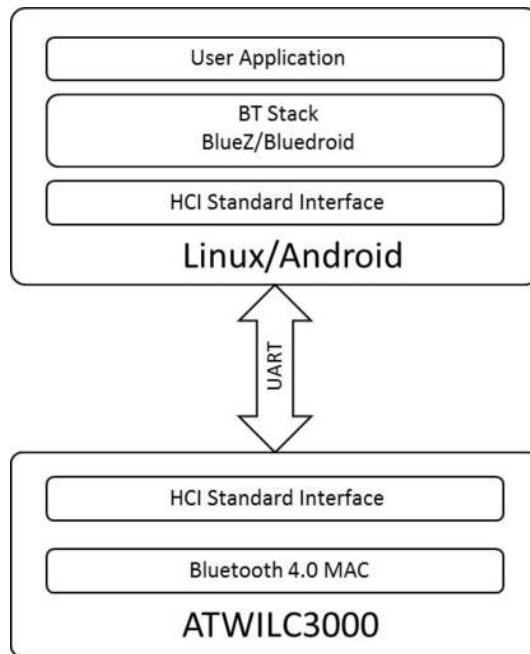 User Application
BT Stack
BlueZ/Bluedroid
HCI Standard Interface
Linux/Android
UART
HCI Standard Interface
Bluetooth 4.0 MAC
ATWILC3000